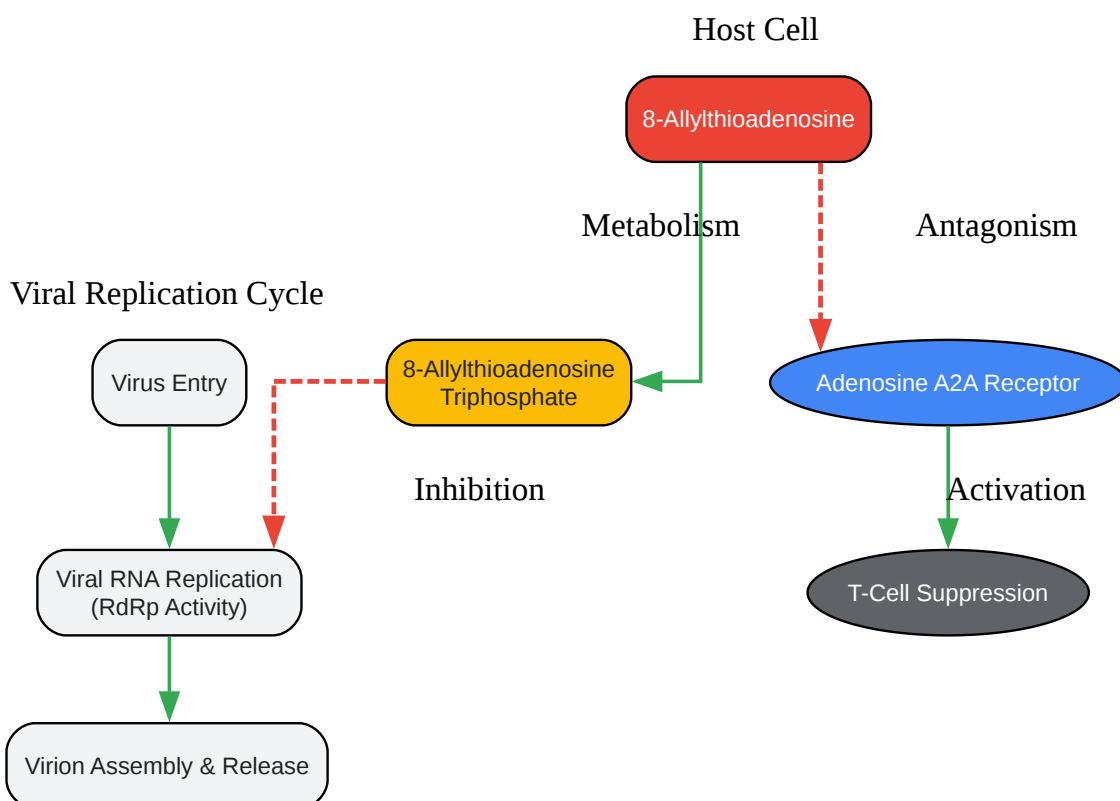 Host Cell
8-Allylthioadenosine
Metabolism
Antagonism
Viral Replication Cycle
Virus Entry
8-Allylthioadenosine
Triphosphate
Adenosine A2A Receptor
Inhibition
Activation
Viral RNA Replication
(RdRp Activity)
T-Cell Suppression
Virion Assembly & Release